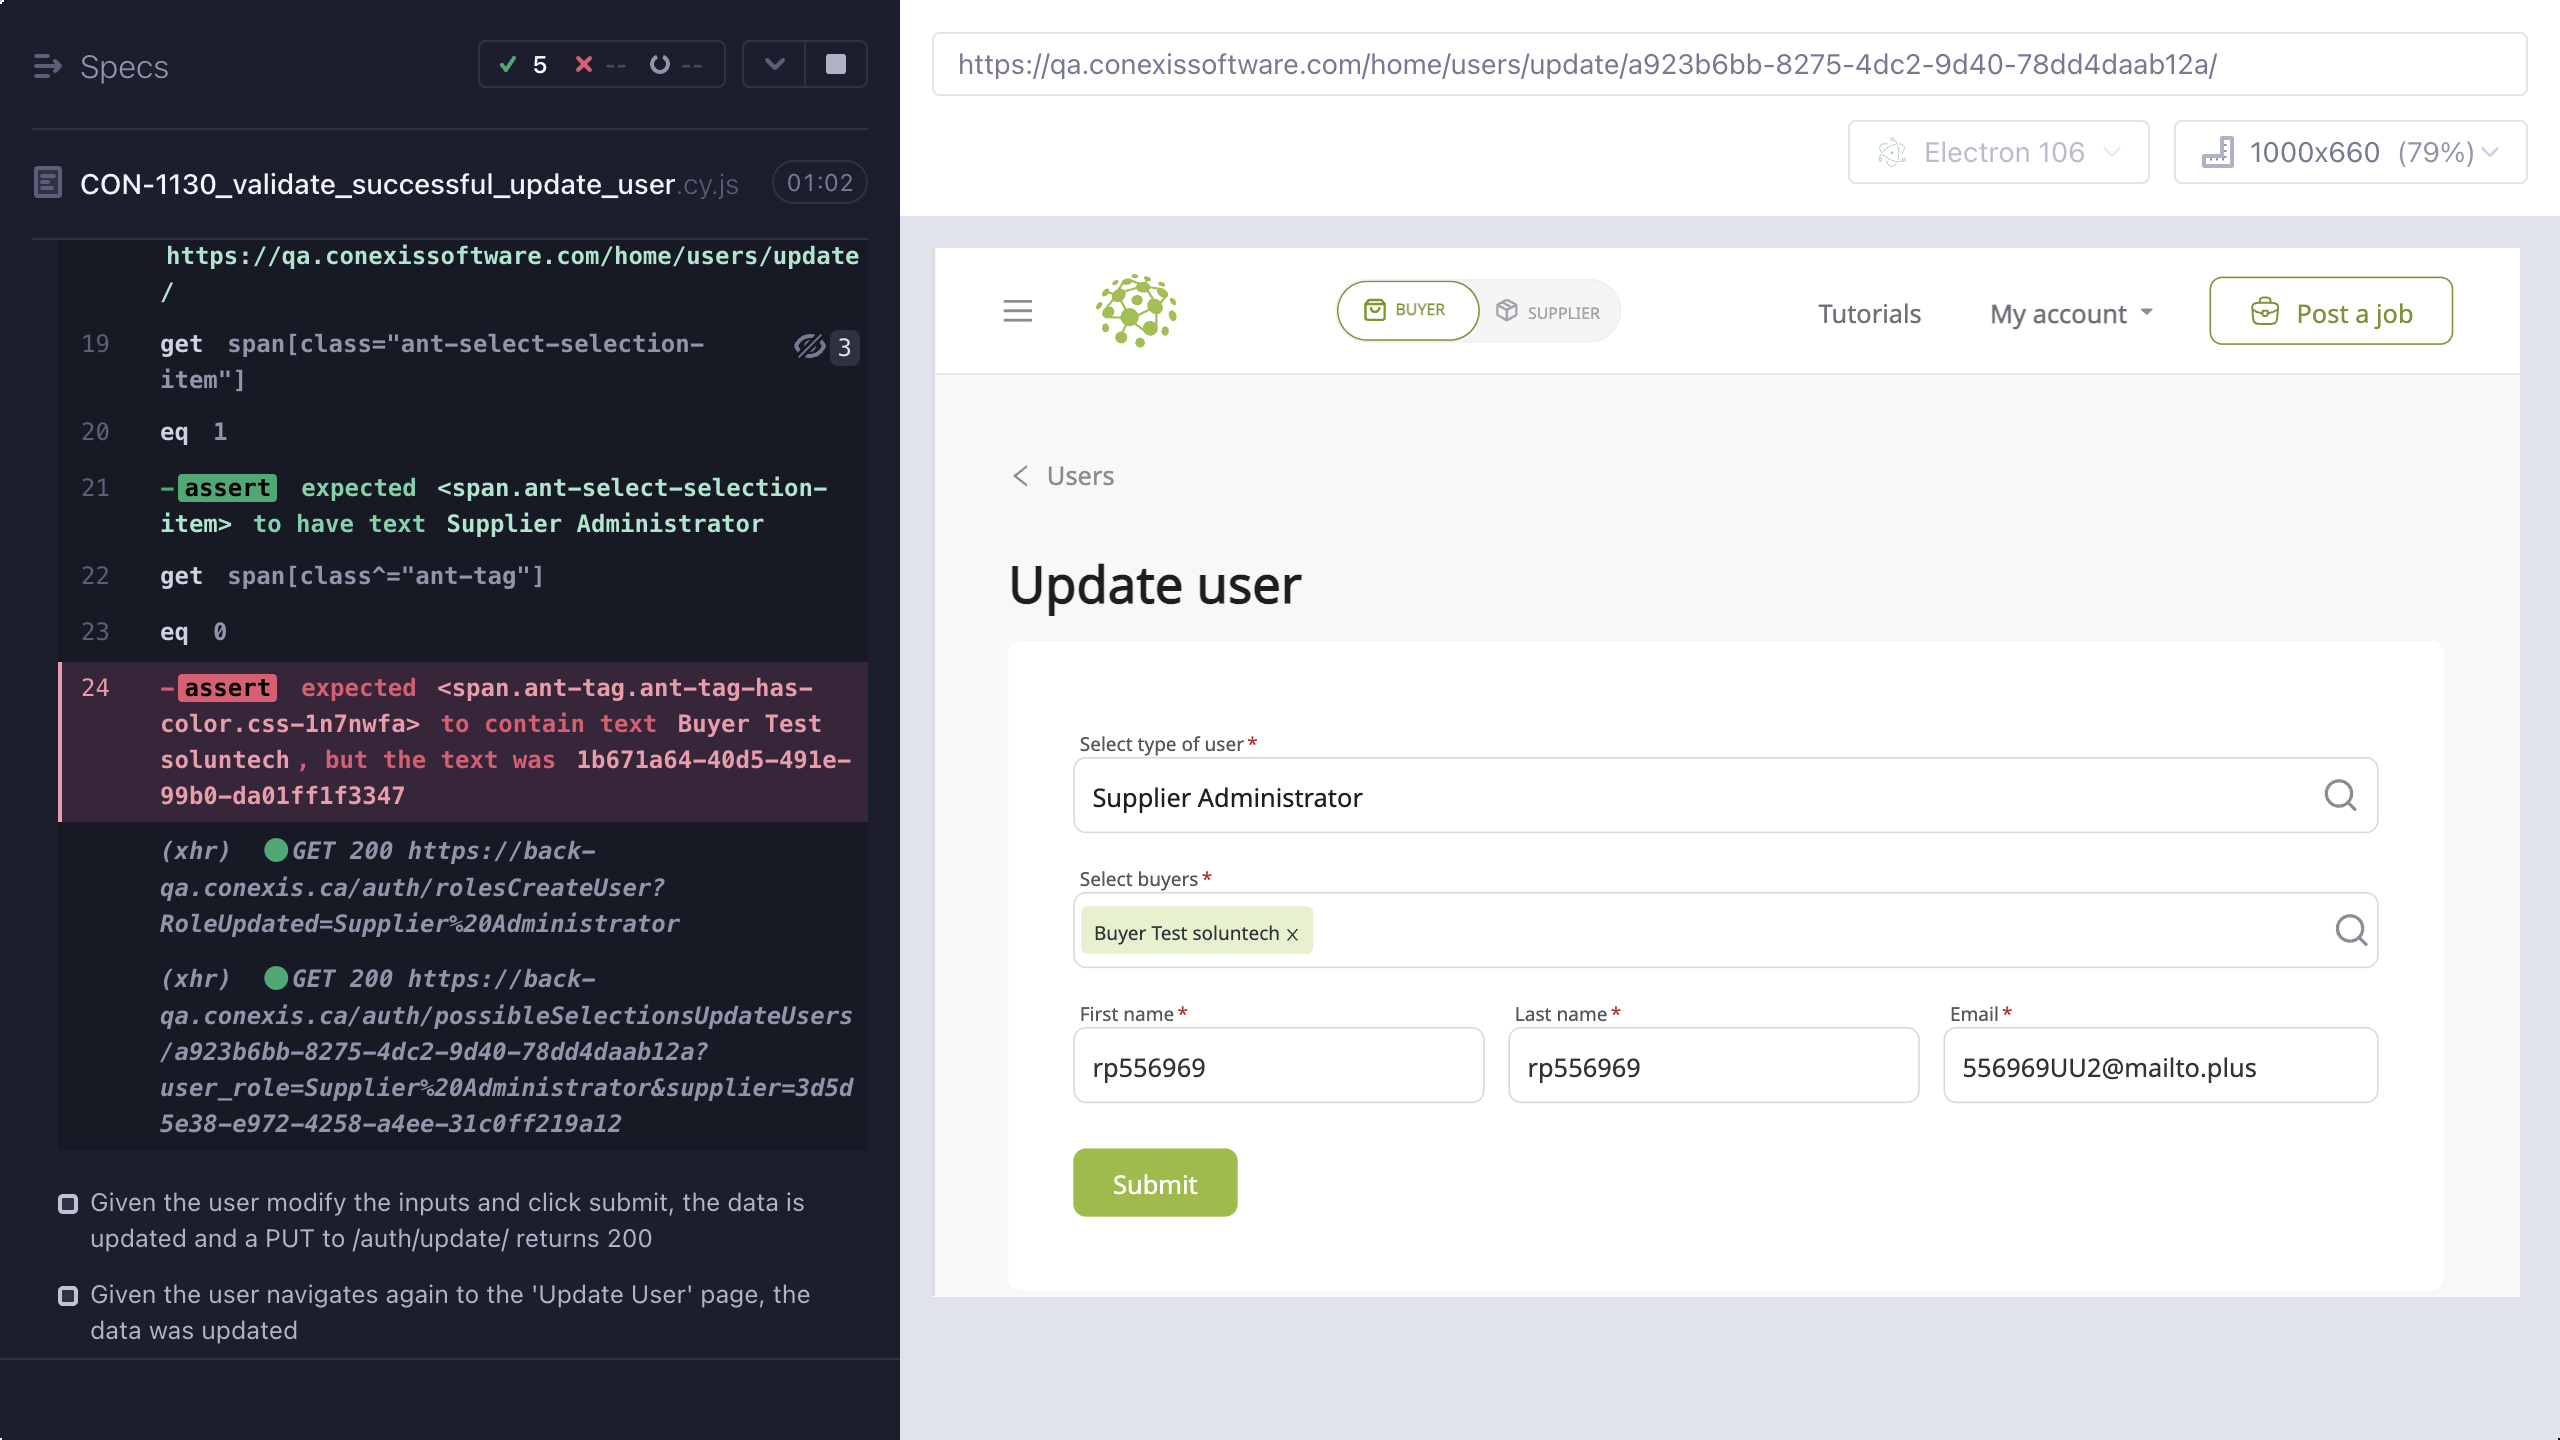 Specs
5 -- --
CON-1130_validate_successful_update_user.cy.js 01:02
https://qa.conexissoftware.com/home/users/update
/
19 get span[class="ant-select-selection-
item"] 3
20 eq 1
21 -assert expected <span.ant-select-selection-
item> to have text Supplier Administrator
22 get span[class^="ant-tag"]
23 eq 0
24 -assert expected <span.ant-tag.ant-tag-has-
color.css-1n7nwfa> to contain text Buyer Test
soluntech, but the text was 1b671a64-40d5-491e-
99b0-da01ff1f3347
(xhr) GET 200 https://back-
qa.conexis.ca/auth/rolesCreateUser?
RoleUpdated=Supplier%20Administrator
(xhr) GET 200 https://back-
qa.conexis.ca/auth/possibleSelectionsUpdateUsers
/a923b6bb-8275-4dc2-9d40-78dd4daab12a?
user_role=Supplier%20Administrator&supplier=3d5d
5e38-e972-4258-a4ee-31c0ff219a12
Given the user modify the inputs and click submit, the data is
updated and a PUT to /auth/update/ returns 200
Given the user navigates again to the 'Update User' page, the
data was updated
https://qa.conexissoftware.com/home/users/update/a923b6bb-8275-4dc2-9d40-78dd4daab12a/
Electron 106
1000x660 (79%)
BUYER SUPPLIER
Tutorials My account Post a job
Users
Update user
Select type of user*
Supplier Administrator
Select buyers*
Buyer Test soluntech x
First name* Last name* Email*
rp556969 rp556969 556969UU2@mailto.plus
Submit